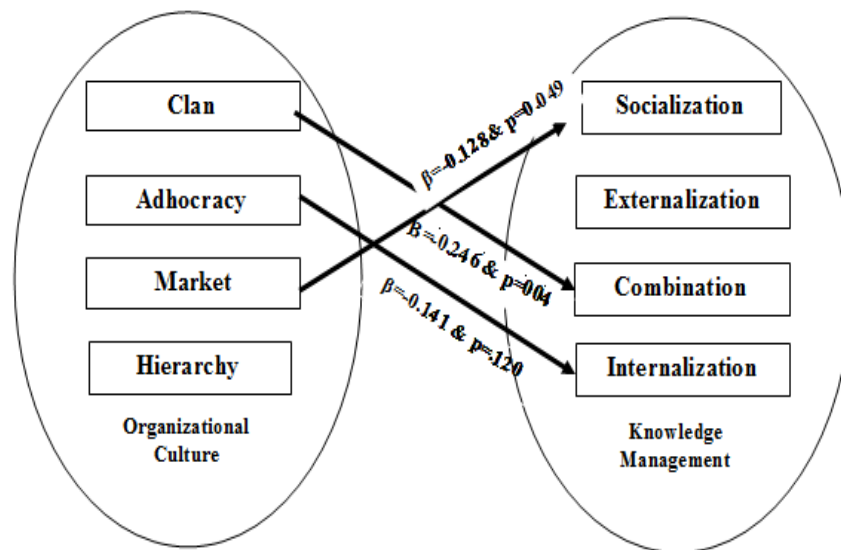 Clan
Adhocracy
Market
Hierarchy
Organizational
Culture
β=-0.128& p=0.049
B=-0.246 & p=004
β=-0.141 & p=.120
Socialization
Externalization
Combination
Internalization
Knowledge
Management